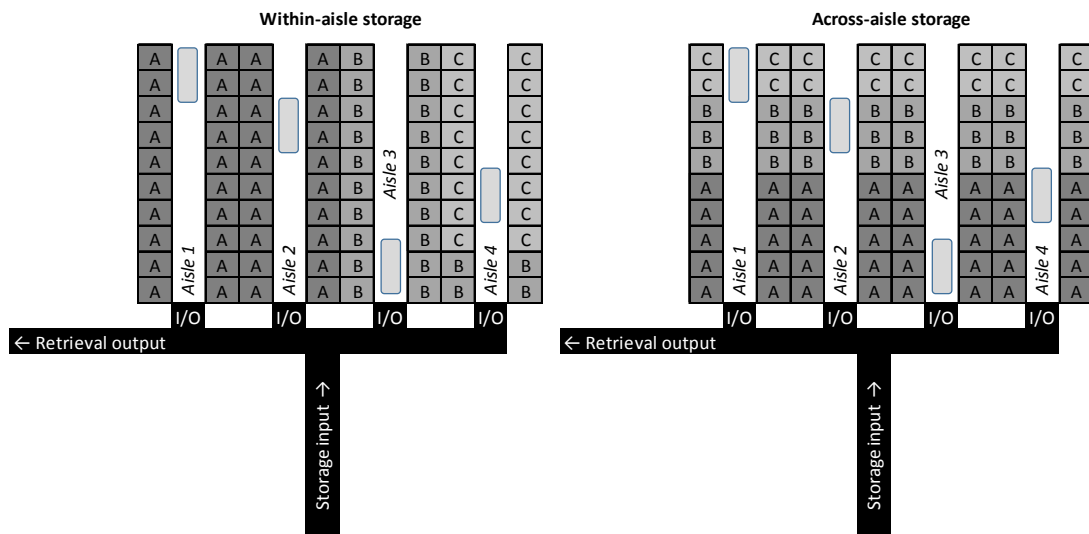 Within-aisle storage
A A A A B B C C
A A A A B B C C
A A A A B B C C
A A A A B B C C
A A A A B B C C
A A A A B B C C
A A A A B B C C
A A A A B B C C
A A A A B B B B
A A A A B B B B
Aisle 1
Aisle 2
Aisle 3
Aisle 4
I/O I/O I/O I/O
← Retrieval output
Storage input →
Across-aisle storage
C C C C C C C C
C C C C C C C C
B B B B B B B B
B B B B B B B B
B B B B B B B B
A A A A A A A A
A A A A A A A A
A A A A A A A A
A A A A A A A A
A A A A A A A A
Aisle 1
Aisle 2
Aisle 3
Aisle 4
I/O I/O I/O I/O
← Retrieval output
Storage input →